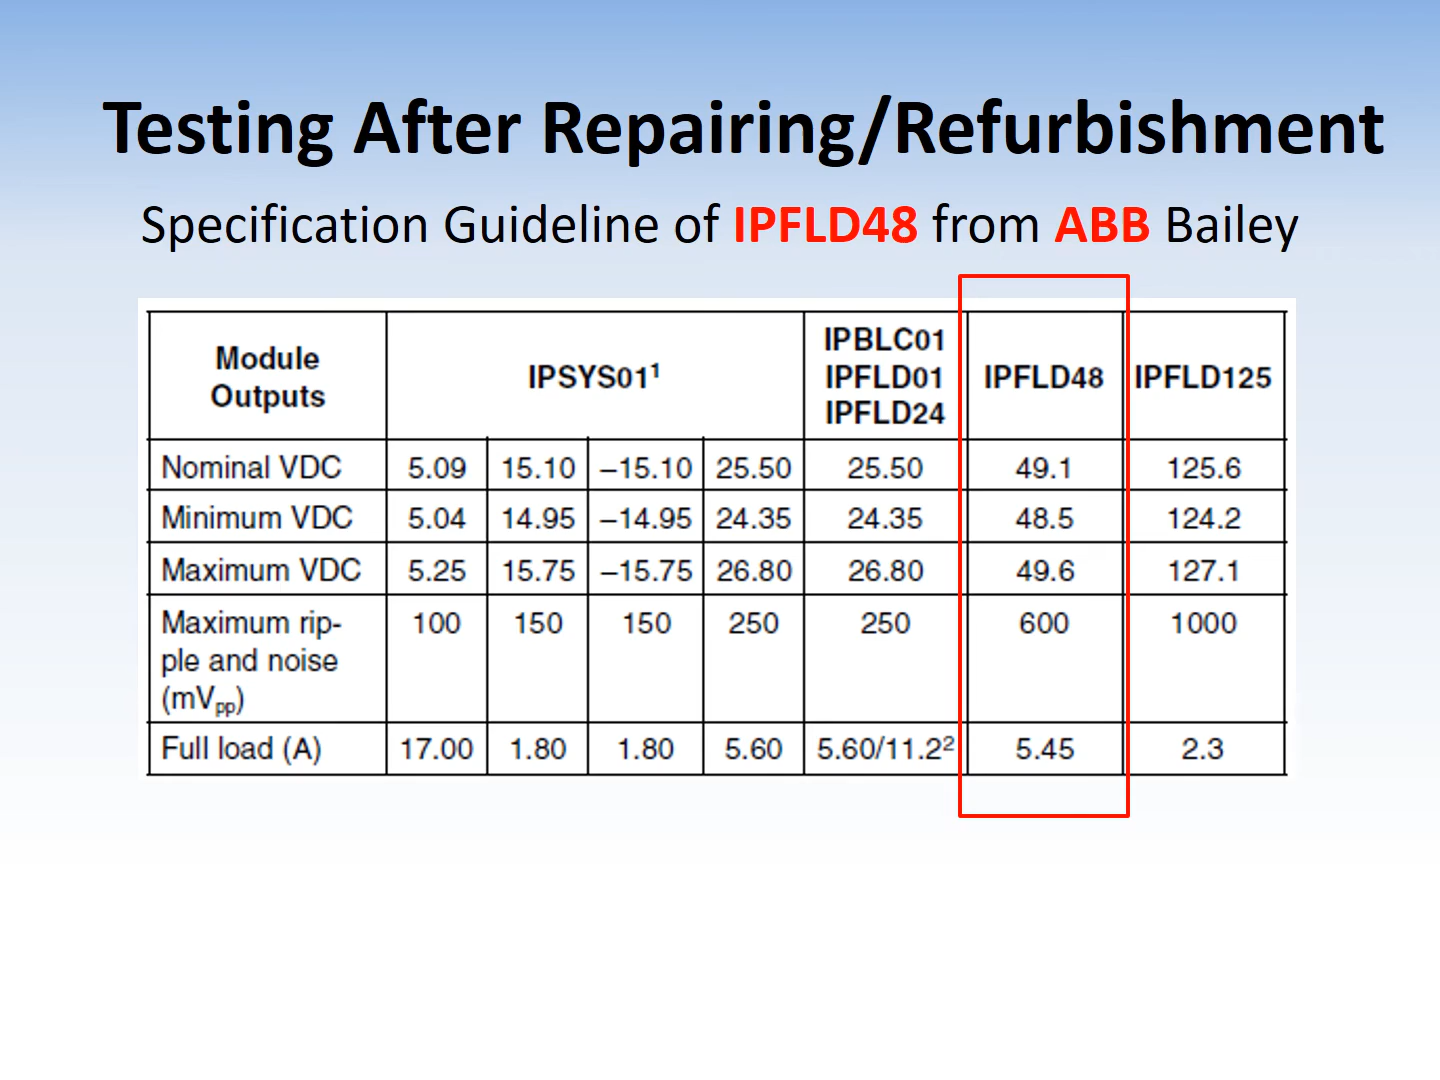 Testing After Repairing/Refurbishment
Specification Guideline of IPFLD48 from ABB Bailey
Module Outputs IPSYS01¹ IPBLC01 IPFLD01 IPFLD24 IPFLD48 IPFLD125
Nominal VDC 5.09 15.10 –15.10 25.50 25.50 49.1 125.6
Minimum VDC 5.04 14.95 –14.95 24.35 24.35 48.5 124.2
Maximum VDC 5.25 15.75 –15.75 26.80 26.80 49.6 127.1
Maximum rip- 100 150 150 250 250 600 1000
ple and noise
(mVpp)
Full load (A) 17.00 1.80 1.80 5.60 5.60/11.2² 5.45 2.3